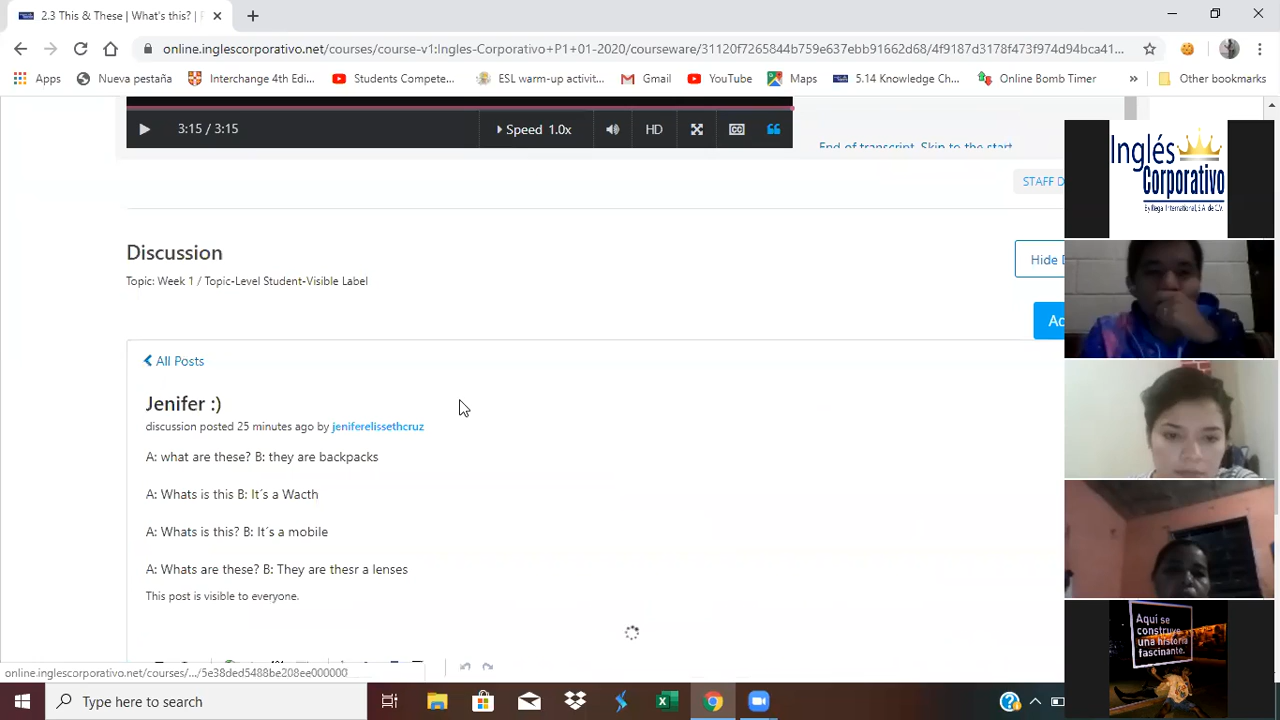 2.3 This & These | What's this? |
online.inglescorporativo.net/courses/course-v1:Ingles-Corporativo+P1+01-2020/courseware/31120f7265844b759e637ebb91662d68/4f9187d3178f473f974d94bca41...
Apps Nueva pestaña Interchange 4th Edi... Students Compete... ESL warm-up activit... Gmail YouTube Maps 5.14 Knowledge Ch... Online Bomb Timer » Other bookmarks
3:15 / 3:15 Speed 1.0x HD
End of transcript. Skip to the start.
STAFF D
Inglés
Corporativo
By Rega International, S.A. de C.V.
Discussion
Hide D
Topic: Week 1 / Topic-Level Student-Visible Label
Ad
All Posts
Jenifer :)
discussion posted 25 minutes ago by jeniferelissethcruz
A: what are these? B: they are backpacks
A: Whats is this B: It´s a Wacth
A: Whats is this? B: It´s a mobile
A: Whats are these? B: They are thesr a lenses
This post is visible to everyone.
Aquí se
construye
una historia
fascinante.
online.inglescorporativo.net/courses/.../5e38ded5488be208ee000000
Type here to search